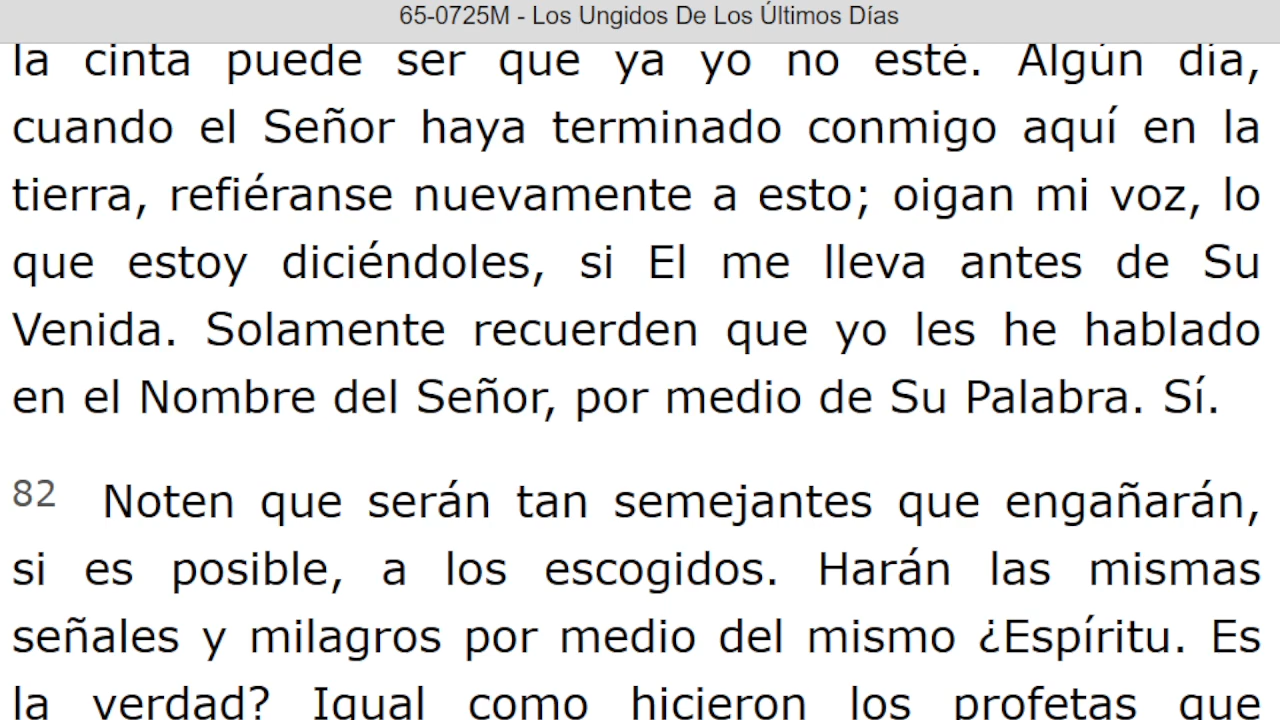 65-0725M - Los Ungidos De Los Últimos Días
la cinta puede ser que ya yo no esté. Algún día,
cuando el Señor haya terminado conmigo aquí en la
tierra, refiéranse nuevamente a esto; oigan mi voz, lo
que estoy diciéndoles, si El me lleva antes de Su
Venida. Solamente recuerden que yo les he hablado
en el Nombre del Señor, por medio de Su Palabra. Sí.
82 Noten que serán tan semejantes que engañarán,
si es posible, a los escogidos. Harán las mismas
señales y milagros por medio del mismo ¿Espíritu. Es
la verdad? Igual como hicieron los profetas que